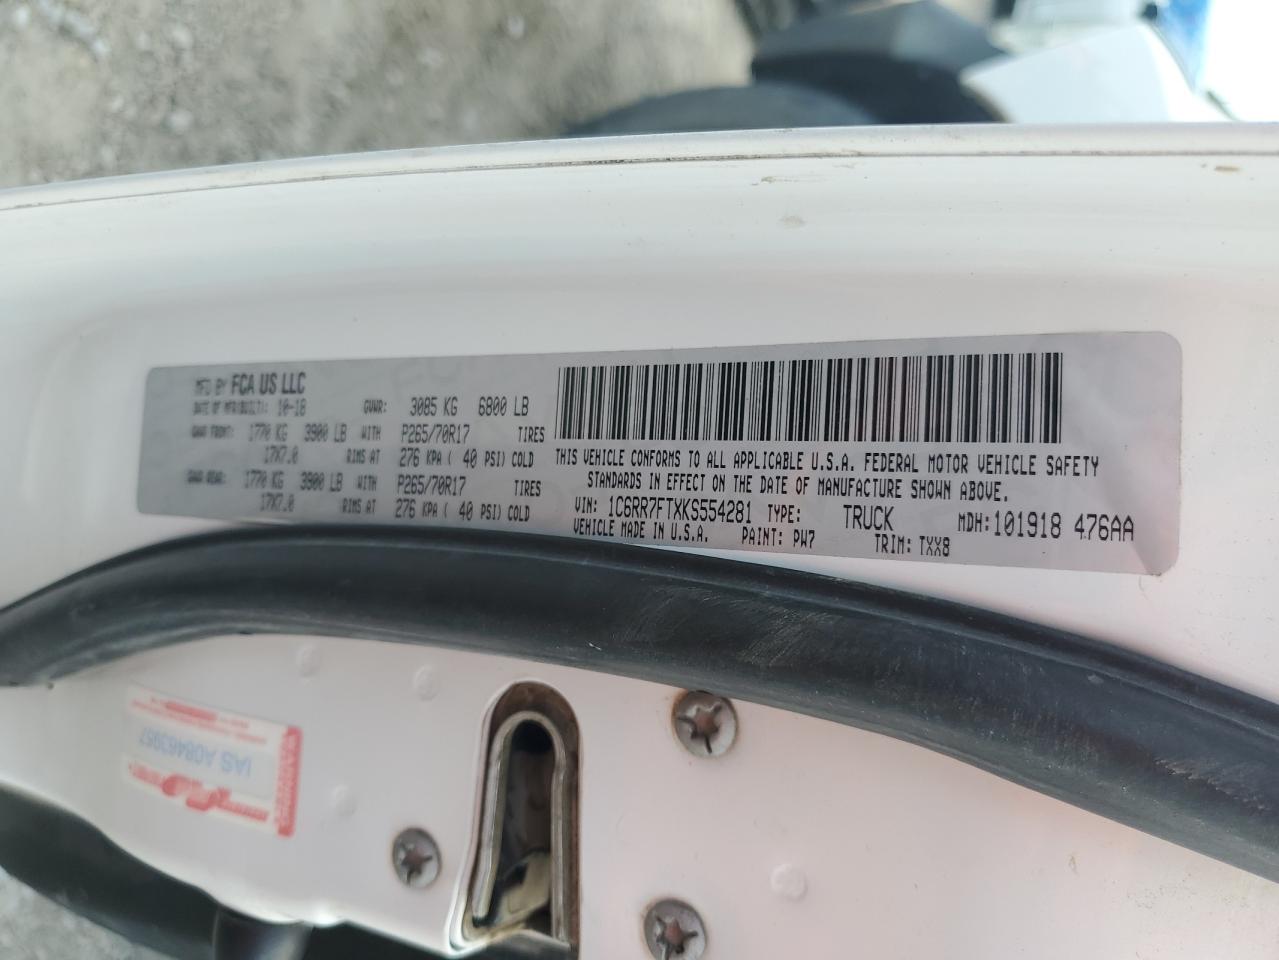 MFD BY FCA US LLC
DATE OF MFR(BUILT): 10-18 GVWR: 3085 KG 6800 LB
GAWR FRONT: 1770 KG 3900 LB WITH P265/70R17 TIRES
17X7.0 RIMS AT 276 KPA ( 40 PSI) COLD
GAWR REAR: 1770 KG 3900 LB WITH P265/70R17 TIRES
17X7.0 RIMS AT 276 KPA ( 40 PSI) COLD
THIS VEHICLE CONFORMS TO ALL APPLICABLE U.S.A. FEDERAL MOTOR VEHICLE SAFETY
STANDARDS IN EFFECT ON THE DATE OF MANUFACTURE SHOWN ABOVE.
VIN: 1C6RR7FTXKS554281 TYPE: TRUCK MDH: 101918 476AA
VEHICLE MADE IN U.S.A. PAINT: PW7 TRIM: TXX8
IAS A08463957